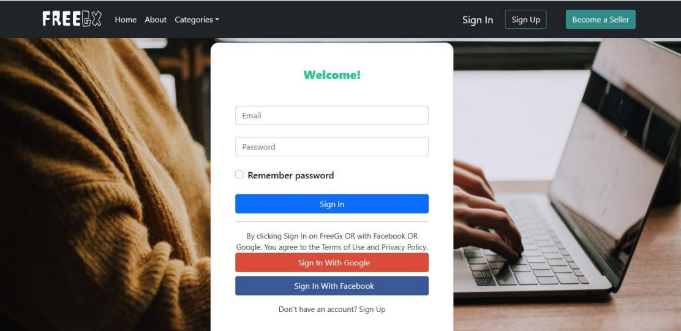 FREEGX Home About Categories Sign In Sign Up Become a Seller
Welcome!
Email
Password
Remember password
Sign In
By clicking Sign In on FreeGx OR with Facebook OR
Google, You agree to the Terms of Use and Privacy Policy.
Sign In With Google
Sign In With Facebook
Don't have an account? Sign Up